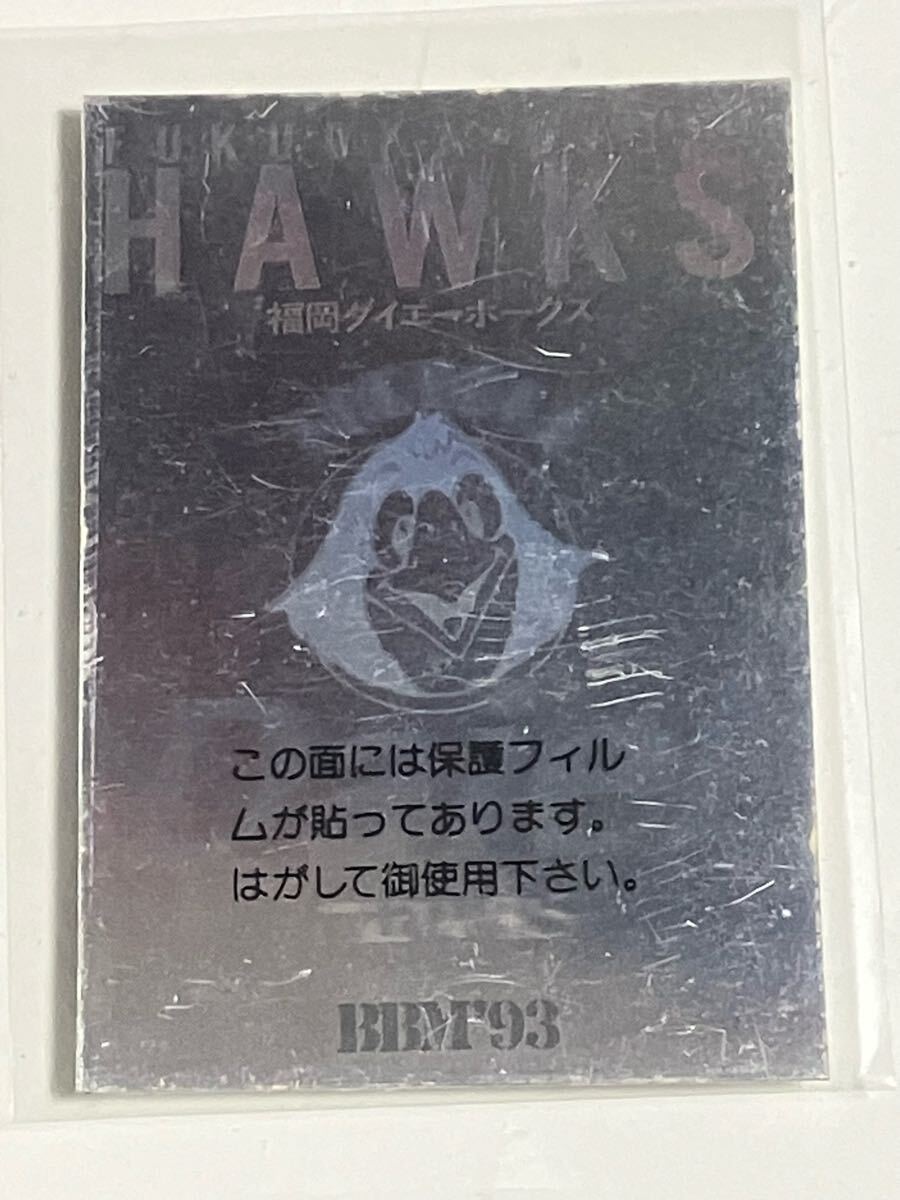 HAWKS
福岡ダイエーホークス
この面には保護フィル
ムが貼ってあります。
はがして御使用下さい。
BBM'93